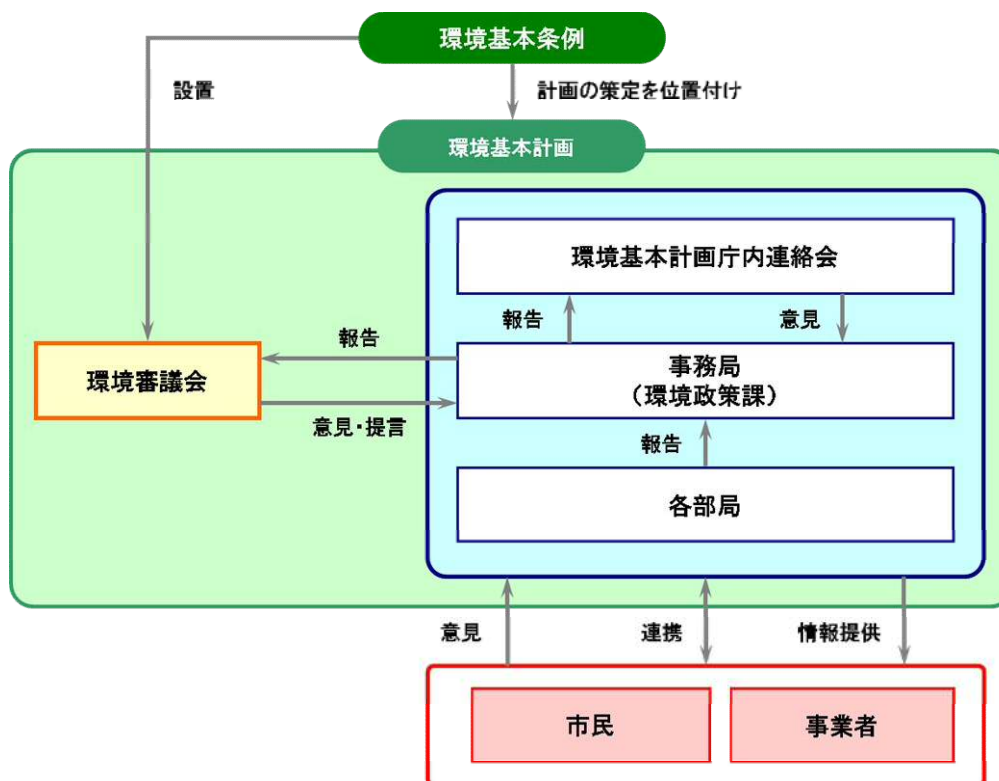 環境基本条例
設置
計画の策定を位置付け
環境基本計画
環境基本計画庁内連絡会
報告
意見
報告
環境審議会
事務局
（環境政策課）
意見・提言
報告
各部局
意見
連携
情報提供
市民
事業者